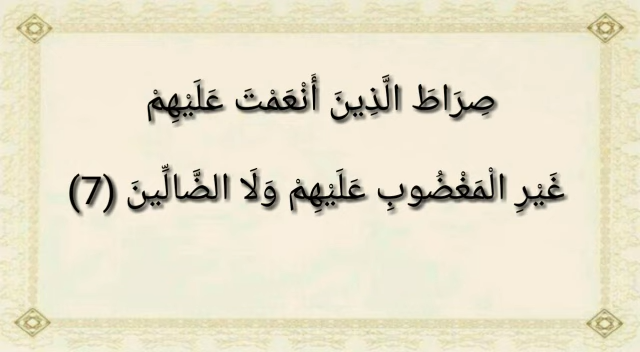 صِرَاطَ الَّذِينَ أَنْعَمْتَ عَلَيْهِمْ
غَيْرِ الْمَغْضُوبِ عَلَيْهِمْ وَلَا الضَّالِّينَ (7)